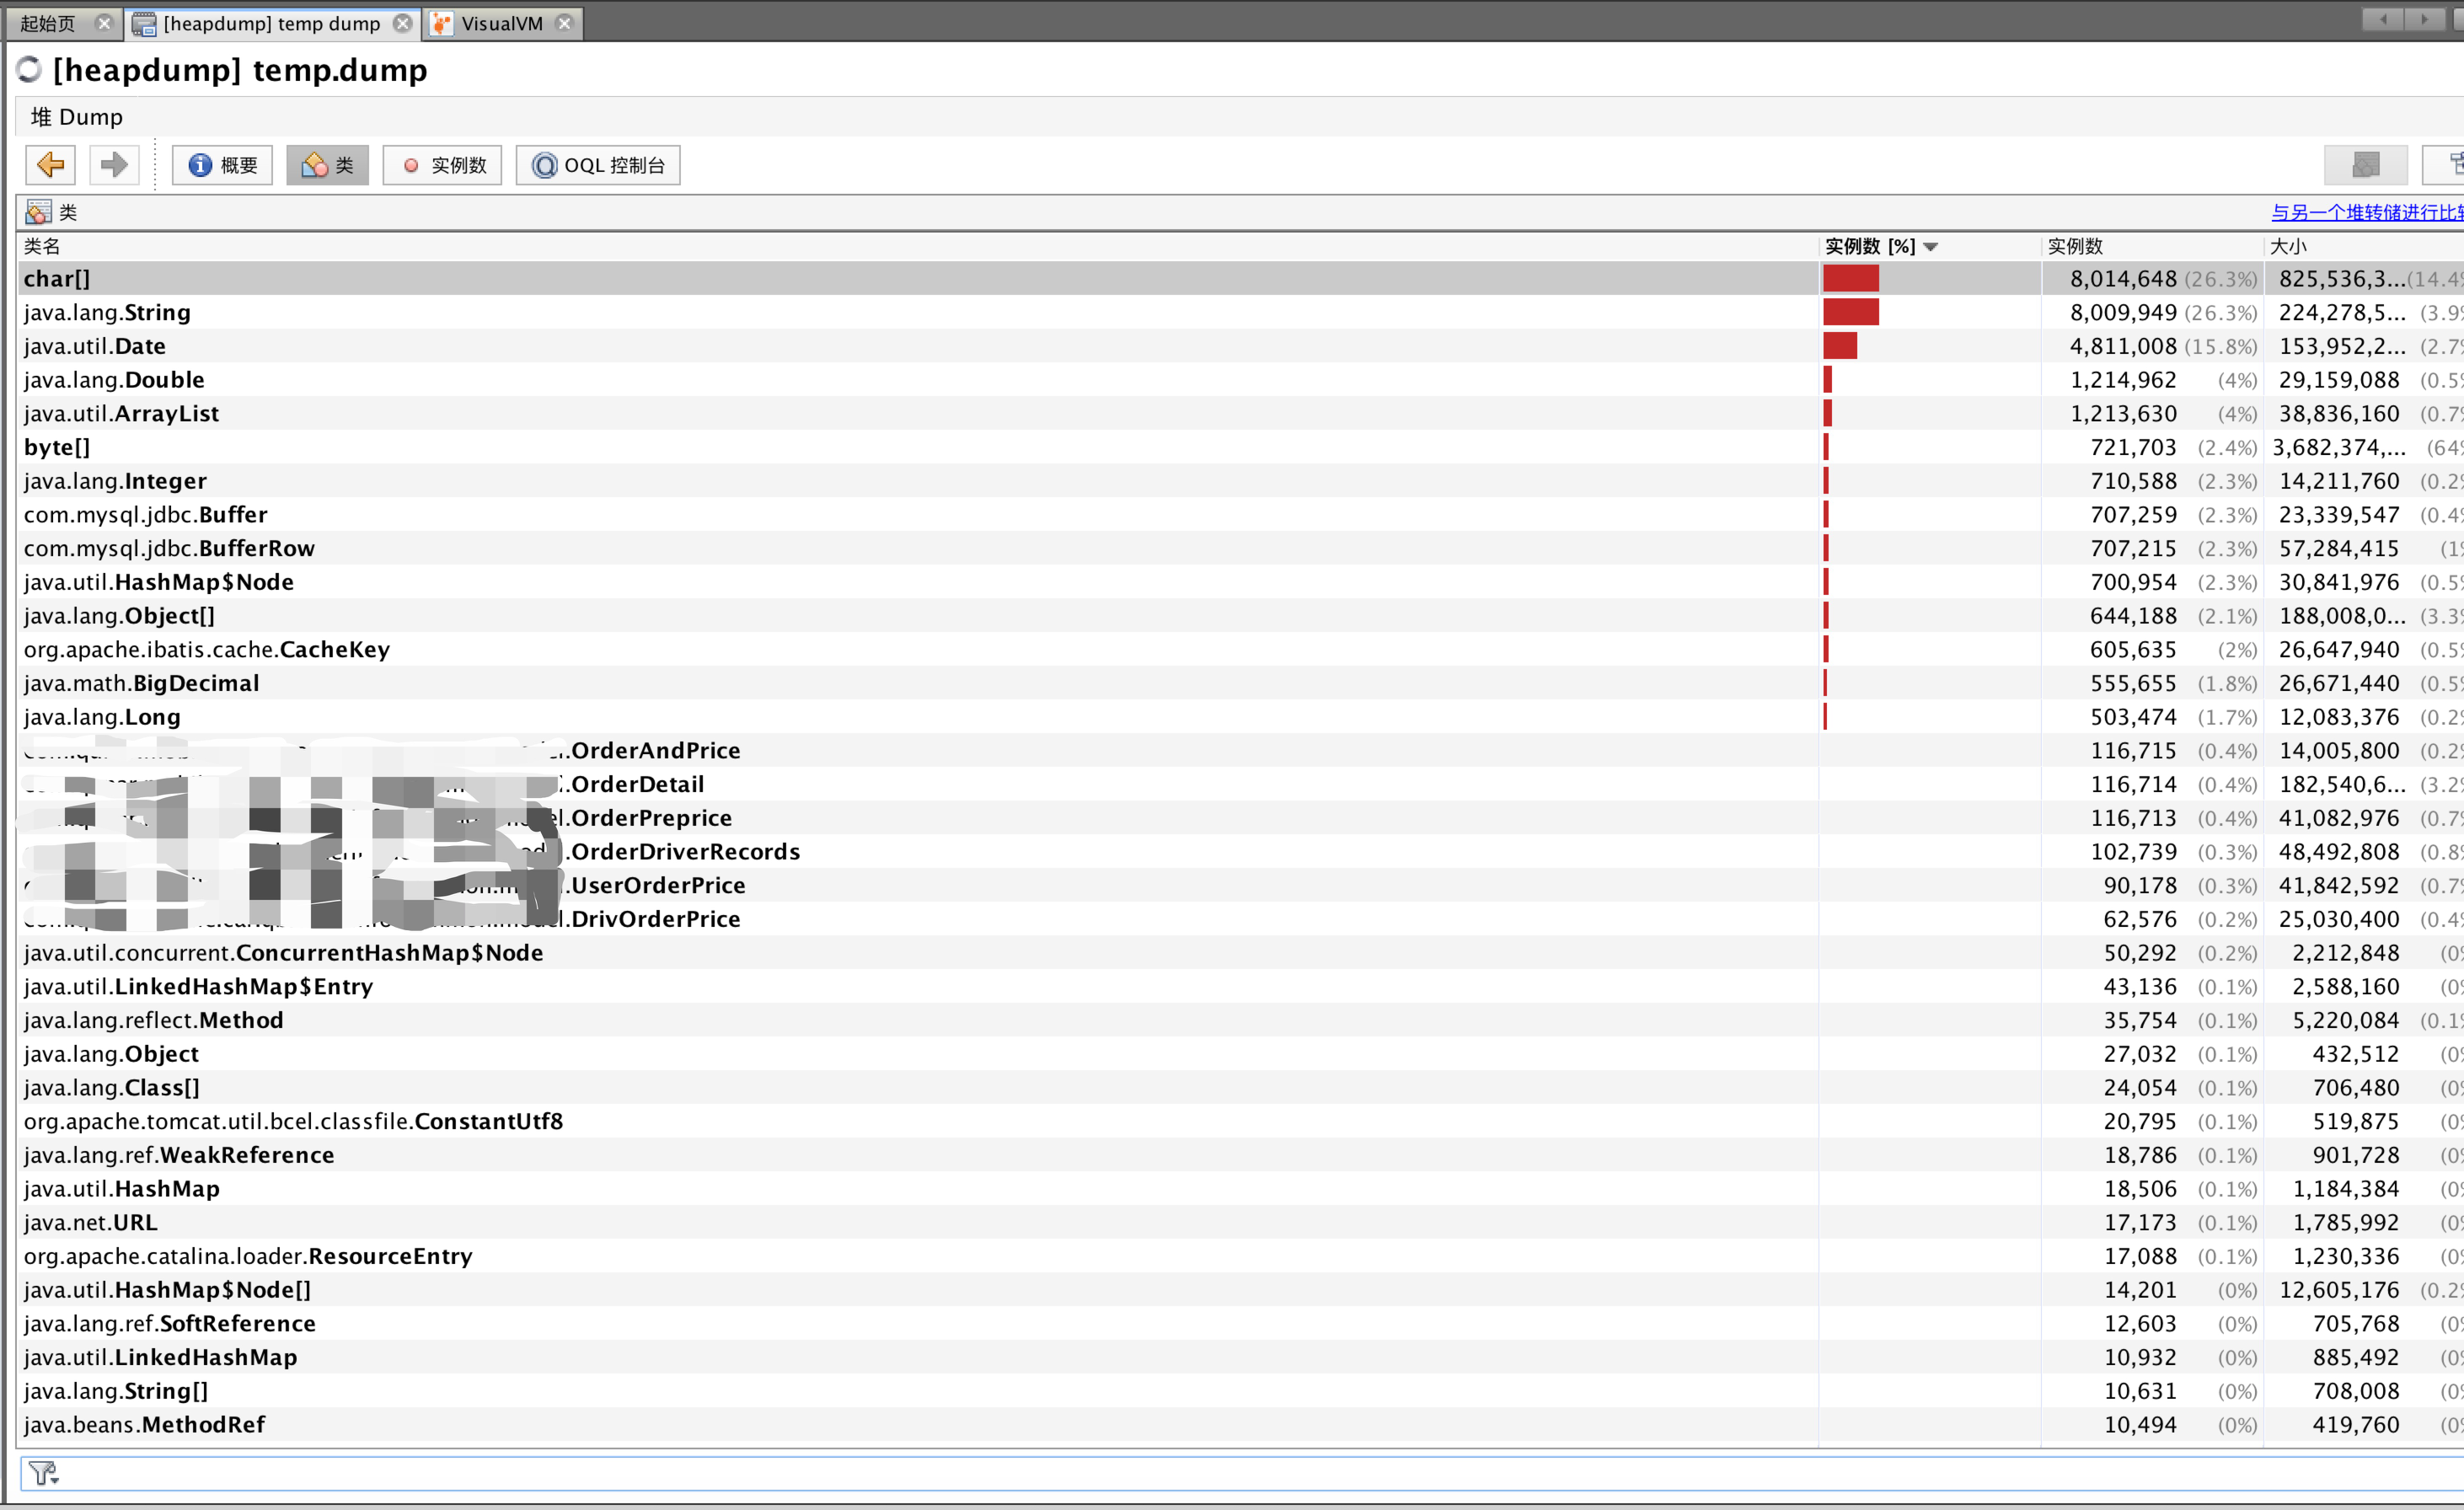 起始页 [heapdump] temp dump VisualVM
[heapdump] temp.dump
堆 Dump
概要 类 实例数 OQL 控制台
类 与另一个堆转储进行比
类名 实例数 [%] 实例数 大小
char[] 8,014,648 (26.3%) 825,536,3... (14.4
java.lang.String 8,009,949 (26.3%) 224,278,5... (3.9
java.util.Date 4,811,008 (15.8%) 153,952,2... (2.7
java.lang.Double 1,214,962 (4%) 29,159,088 (0.5
java.util.ArrayList 1,213,630 (4%) 38,836,160 (0.7
byte[] 721,703 (2.4%) 3,682,374,... (64
java.lang.Integer 710,588 (2.3%) 14,211,760 (0.2
com.mysql.jdbc.Buffer 707,259 (2.3%) 23,339,547 (0.4
com.mysql.jdbc.BufferRow 707,215 (2.3%) 57,284,415 (1
java.util.HashMap$Node 700,954 (2.3%) 30,841,976 (0.5
java.lang.Object[] 644,188 (2.1%) 188,008,0... (3.3
org.apache.ibatis.cache.CacheKey 605,635 (2%) 26,647,940 (0.5
java.math.BigDecimal 555,655 (1.8%) 26,671,440 (0.5
java.lang.Long 503,474 (1.7%) 12,083,376 (0.2
.OrderAndPrice 116,715 (0.4%) 14,005,800 (0.2
.OrderDetail 116,714 (0.4%) 182,540,6... (3.2
.OrderPreprice 116,713 (0.4%) 41,082,976 (0.7
.OrderDriverRecords 102,739 (0.3%) 48,492,808 (0.8
.UserOrderPrice 90,178 (0.3%) 41,842,592 (0.7
.DrivOrderPrice 62,576 (0.2%) 25,030,400 (0.4
java.util.concurrent.ConcurrentHashMap$Node 50,292 (0.2%) 2,212,848 (0
java.util.LinkedHashMap$Entry 43,136 (0.1%) 2,588,160 (0
java.lang.reflect.Method 35,754 (0.1%) 5,220,084 (0.1
java.lang.Object 27,032 (0.1%) 432,512 (0
java.lang.Class[] 24,054 (0.1%) 706,480 (0
org.apache.tomcat.util.bcel.classfile.ConstantUtf8 20,795 (0.1%) 519,875 (0
java.lang.ref.WeakReference 18,786 (0.1%) 901,728 (0
java.util.HashMap 18,506 (0.1%) 1,184,384 (0
java.net.URL 17,173 (0.1%) 1,785,992 (0
org.apache.catalina.loader.ResourceEntry 17,088 (0.1%) 1,230,336 (0
java.util.HashMap$Node[] 14,201 (0%) 12,605,176 (0.2
java.lang.ref.SoftReference 12,603 (0%) 705,768 (0
java.util.LinkedHashMap 10,932 (0%) 885,492 (0
java.lang.String[] 10,631 (0%) 708,008 (0
java.beans.MethodRef 10,494 (0%) 419,760 (0